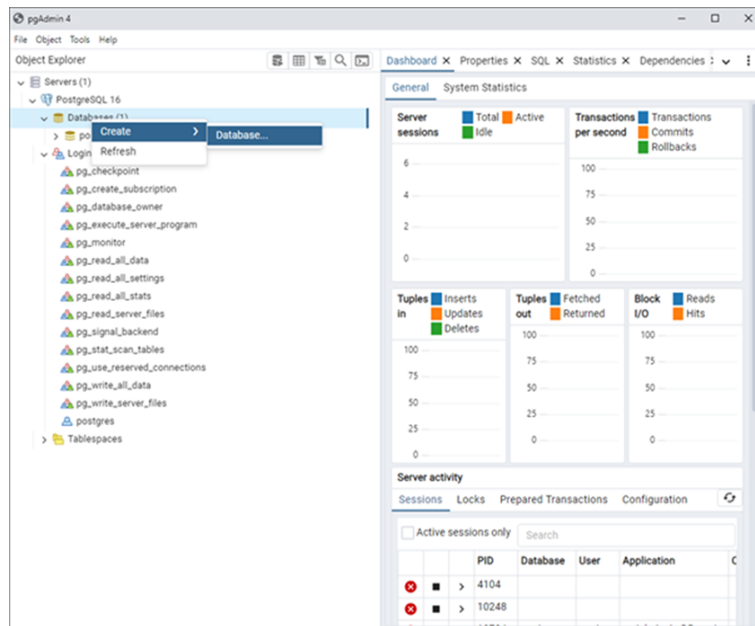 pgAdmin 4
File Object Tools Help
Object Explorer
Servers (1)
PostgreSQL 16
Databases (1)
po
Create
Database...
Refresh
Login
pg_checkpoint
pg_create_subscription
pg_database_owner
pg_execute_server_program
pg_monitor
pg_read_all_data
pg_read_all_settings
pg_read_all_stats
pg_read_server_files
pg_signal_backend
pg_stat_scan_tables
pg_use_reserved_connections
pg_write_all_data
pg_write_server_files
postgres
Tablespaces
Dashboard Properties SQL Statistics Dependencies
General System Statistics
Server sessions
Total Active
Idle
6
4
2
0
Transactions per second
Transactions
Commits
Rollbacks
100
75
50
25
0
Tuples in
Inserts
Updates
Deletes
100
75
50
25
0
Tuples out
Fetched
Returned
100
75
50
25
0
Block I/O
Reads
Hits
100
75
50
25
0
Server activity
Sessions Locks Prepared Transactions Configuration
Active sessions only Search
PID Database User Application
4104
10248